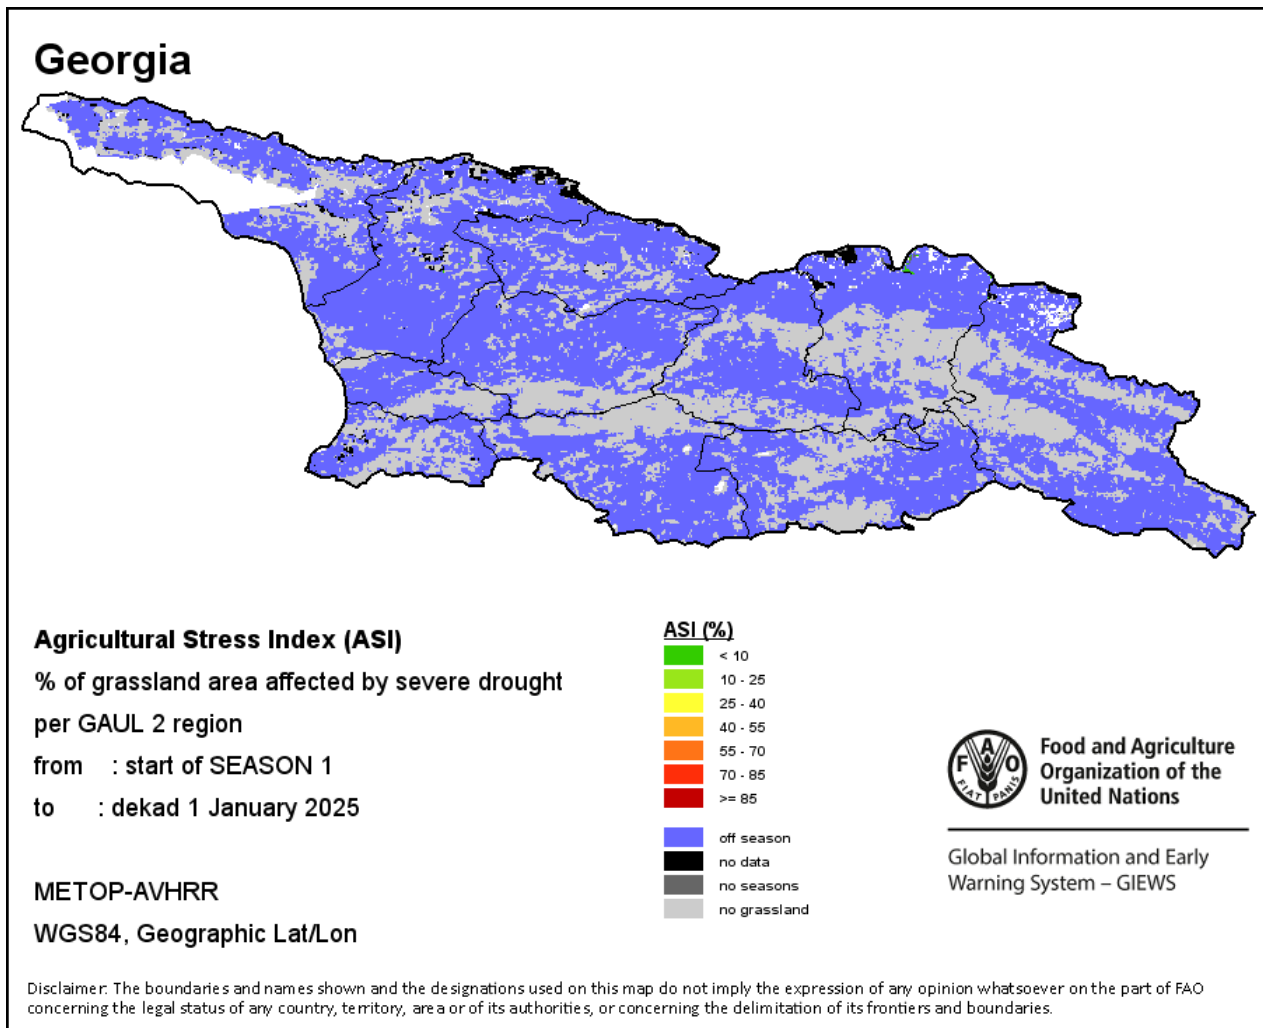 Georgia
Agricultural Stress Index (ASI)
% of grassland area affected by severe drought
per GAUL 2 region
from : start of SEASON 1
to : dekad 1 January 2025
METOP-AVHRR
WGS84, Geographic Lat/Lon
ASI (%)
< 10
10 - 25
25 - 40
40 - 55
55 - 70
70 - 85
>= 85
off season
no data
no seasons
no grassland
F A O
FIAT PANIS
Food and Agriculture
Organization of the
United Nations
Global Information and Early
Warning System – GIEWS
Disclaimer: The boundaries and names shown and the designations used on this map do not imply the expression of any opinion whatsoever on the part of FAO
concerning the legal status of any country, territory, area or of its authorities, or concerning the delimitation of its frontiers and boundaries.